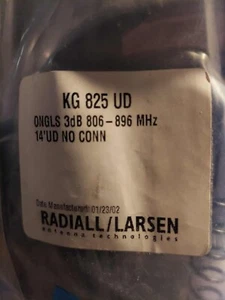 KG 825 UD
ONGLS 3dB 806-896 MHz
14'UD NO CONN
Date Manufactured: 01/23/02
RADIALL/LARSEN
antenna technologies